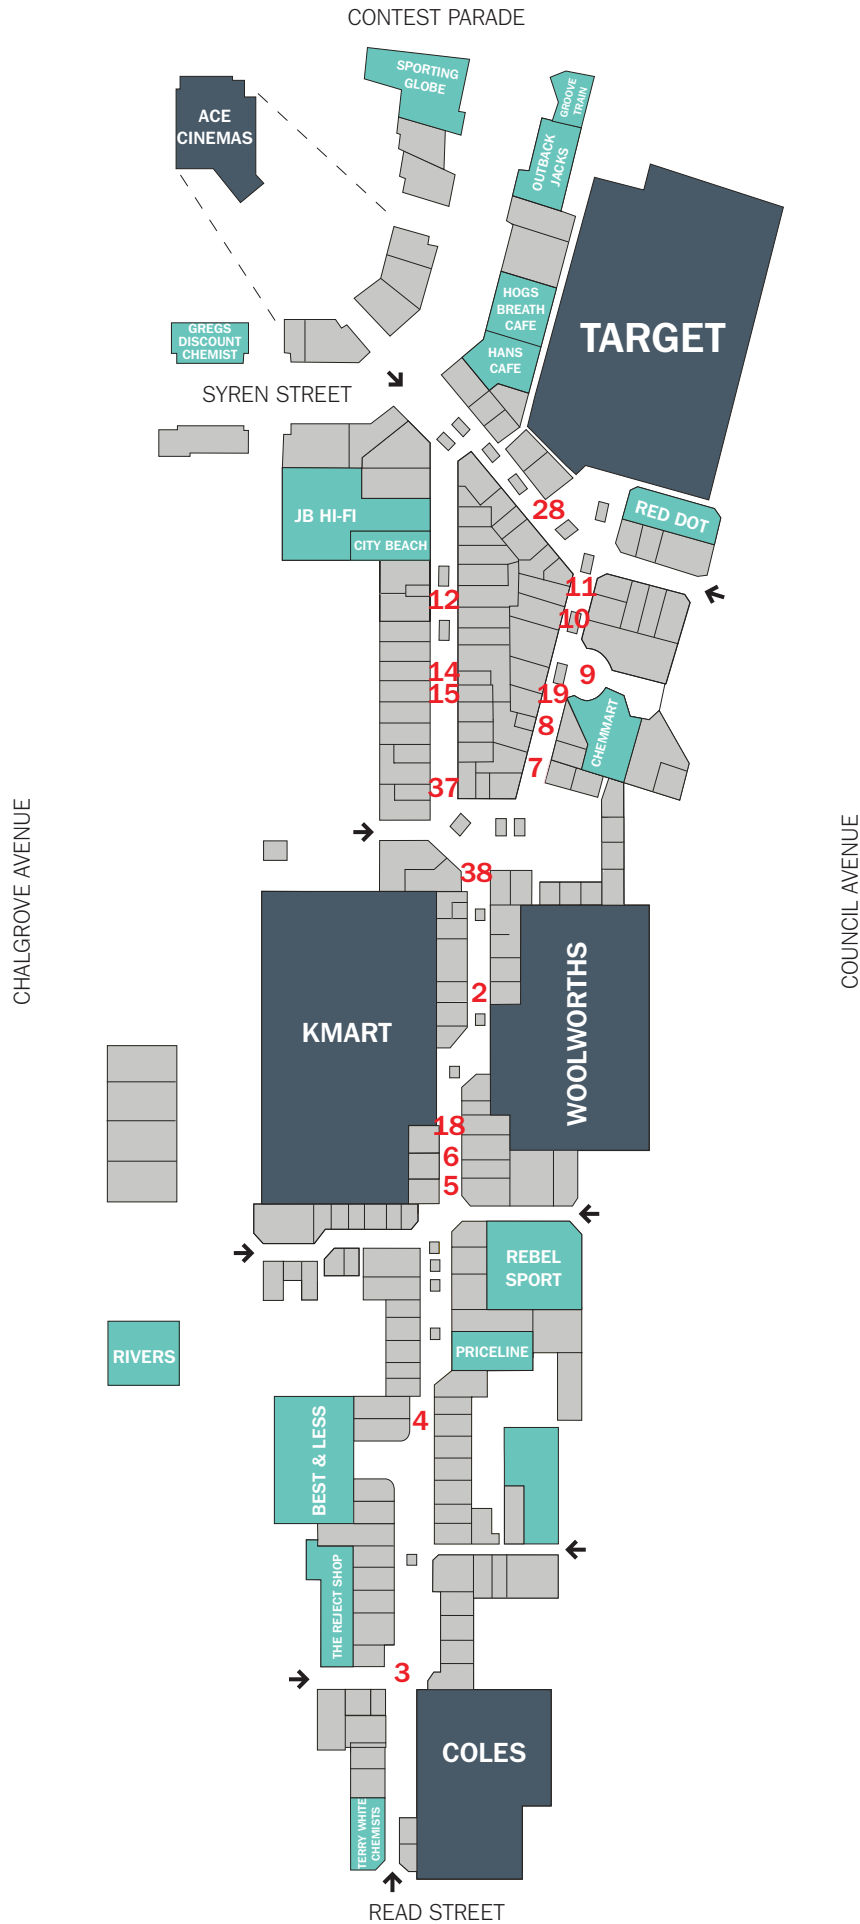 CONTEST PARADE
SPORTING
GLOBE
GROOVE
TRAIN
ACE
CINEMAS
OUTBACK
JACKS
HOGS
BREATH
CAFE
TARGET
GREGS
DISCOUNT
CHEMIST
HANS
CAFE
SYREN STREET
28
RED DOT
JB HI-FI
CITY BEACH
11
12
10
14
9
15
19
8
CHEMMART
7
37
CHALGROVE AVENUE
COUNCIL AVENUE
38
2
KMART
WOOLWORTHS
18
6
5
REBEL
SPORT
RIVERS
PRICELINE
4
BEST & LESS
THE REJECT SHOP
3
COLES
TERRY WHITE
CHEMISTS
READ STREET